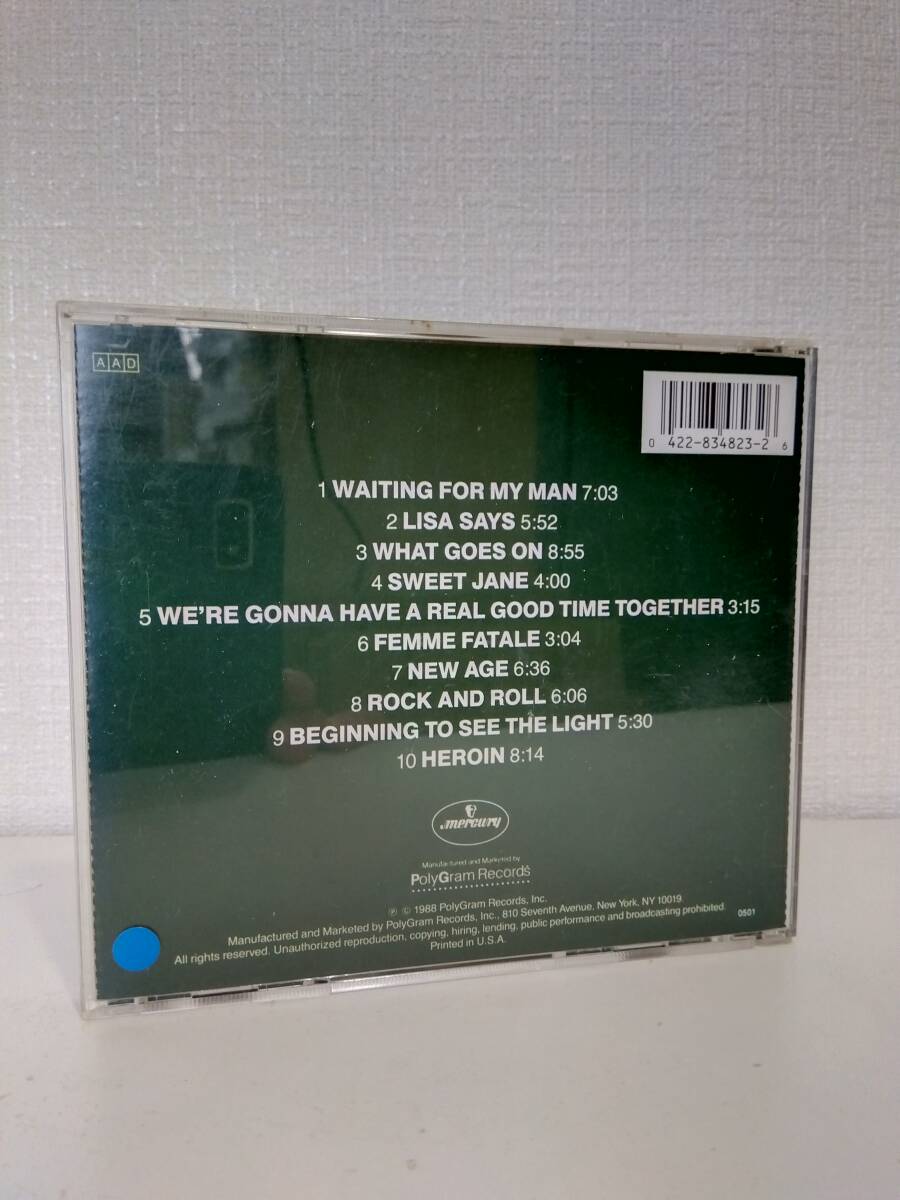 AAD
0 422-834823-2 6
1 WAITING FOR MY MAN 7:03
2 LISA SAYS 5:52
3 WHAT GOES ON 8:55
4 SWEET JANE 4:00
5 WE'RE GONNA HAVE A REAL GOOD TIME TOGETHER 3:15
6 FEMME FATALE 3:04
7 NEW AGE 6:36
8 ROCK AND ROLL 6:06
9 BEGINNING TO SEE THE LIGHT 5:30
10 HEROIN 8:14
mercury
Manufactured and Marketed by
PolyGram Records
℗ © 1988 PolyGram Records, Inc.
Manufactured and Marketed by PolyGram Records, Inc., 810 Seventh Avenue, New York, NY 10019.
All rights reserved. Unauthorized reproduction, copying, hiring, lending, public performance and broadcasting prohibited.
Printed in U.S.A.
0501